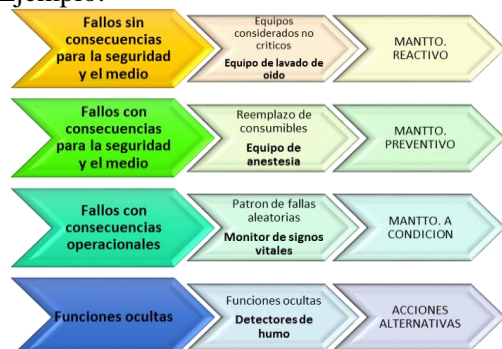 Ejemplo:
Fallos sin
consecuencias
para la seguridad
y el medio
Equipos
considerados no
criticos
Equipo de lavado de
oido
MANTTO.
REACTIVO
Fallos con
consecuencias
para la seguridad
y el medio
Reemplazo de
consumibles
Equipo de
anestesia
MANTTO.
PREVENTIVO
Fallos con
consecuencias
operacionales
Patron de fallas
aleatorias
Monitor de signos
vitales
MANTTO. A
CONDICION
Funciones ocultas
Funciones ocultas
Detectores de
humo
ACCIONES
ALTERNATIVAS